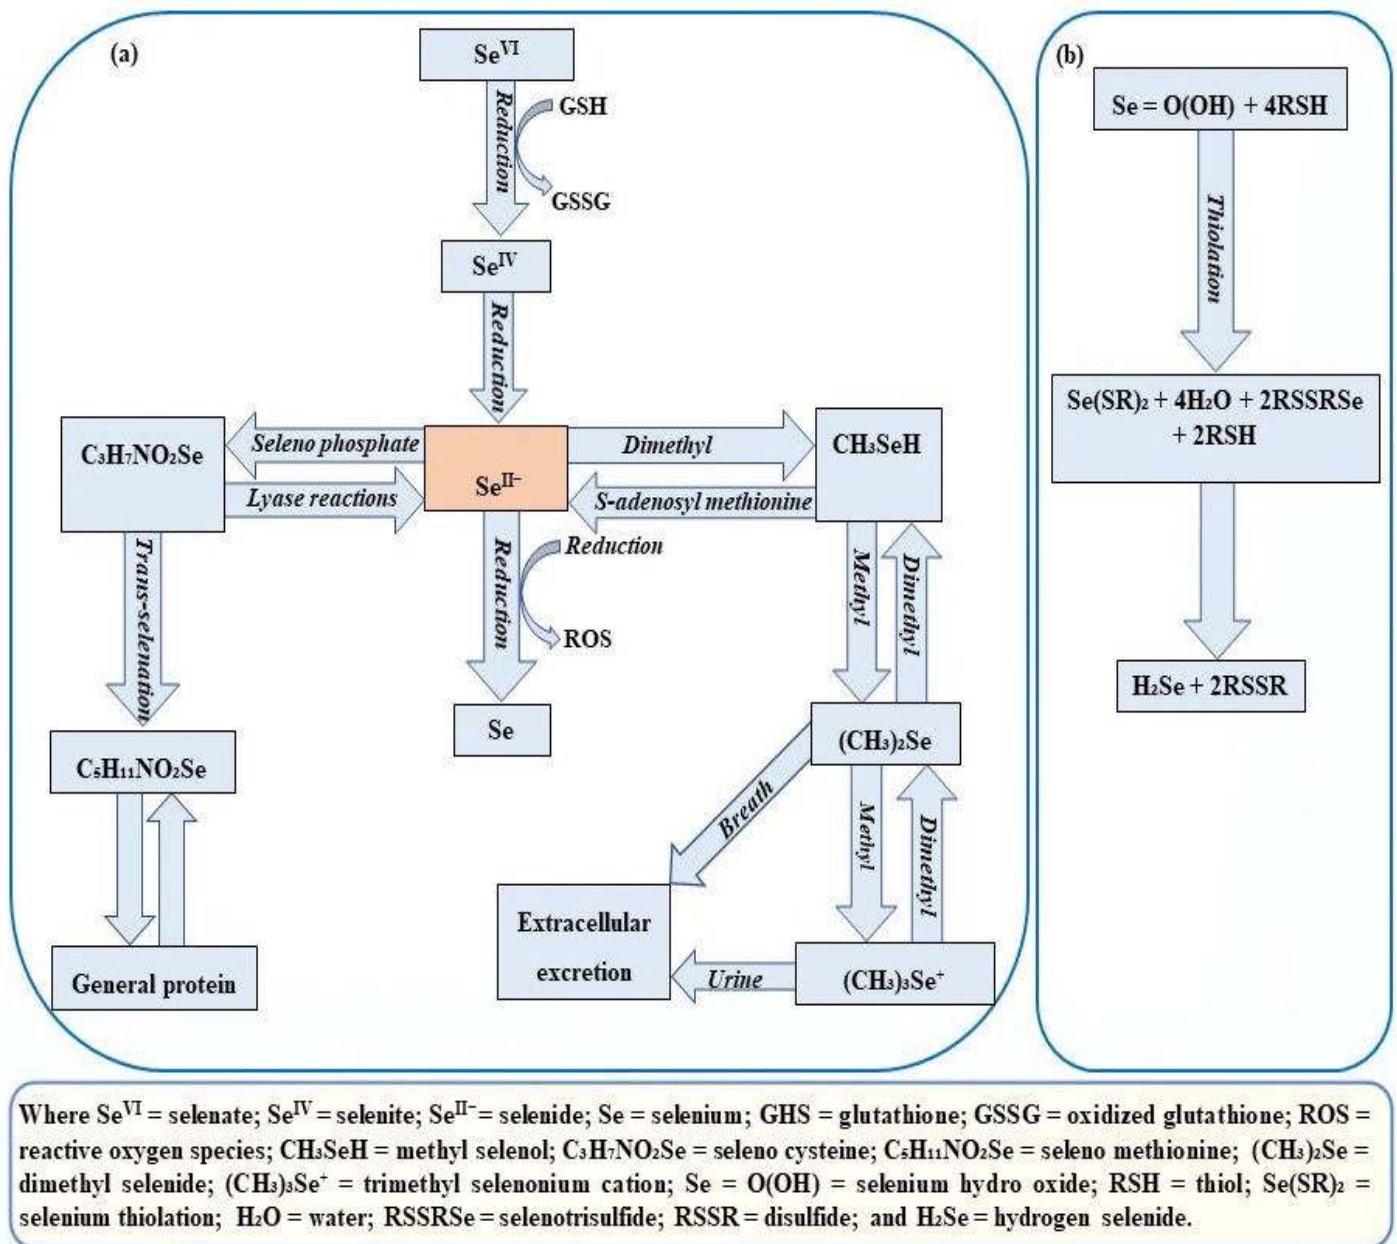 (a)
Se^VI
Reduction
GSH
GSSG
Se^IV
Reduction
C₃H₇NO₂Se
Seleno phosphate
Lyase reactions
Se^II−
Dimethyl
S-adenosyl methionine
CH₃SeH
Trans-selenation
Reduction
Reduction
ROS
Methyl
Dimethyl
Se
(CH₃)₂Se
C₅H₁₁NO₂Se
Breath
Methyl
Dimethyl
Extracellular
excretion
Urine
(CH₃)₃Se⁺
General protein
(b)
Se = O(OH) + 4RSH
Thiolation
Se(SR)₂ + 4H₂O + 2RSSRSe
+ 2RSH
H₂Se + 2RSSR
Where Se^VI = selenate; Se^IV = selenite; Se^II− = selenide; Se = selenium; GHS = glutathione; GSSG = oxidized glutathione; ROS =
reactive oxygen species; CH₃SeH = methyl selenol; C₃H₇NO₂Se = seleno cysteine; C₅H₁₁NO₂Se = seleno methionine; (CH₃)₂Se =
dimethyl selenide; (CH₃)₃Se⁺ = trimethyl selenonium cation; Se = O(OH) = selenium hydro oxide; RSH = thiol; Se(SR)₂ =
selenium thiolation; H₂O = water; RSSRSe = selenotrisulfide; RSSR = disulfide; and H₂Se = hydrogen selenide.